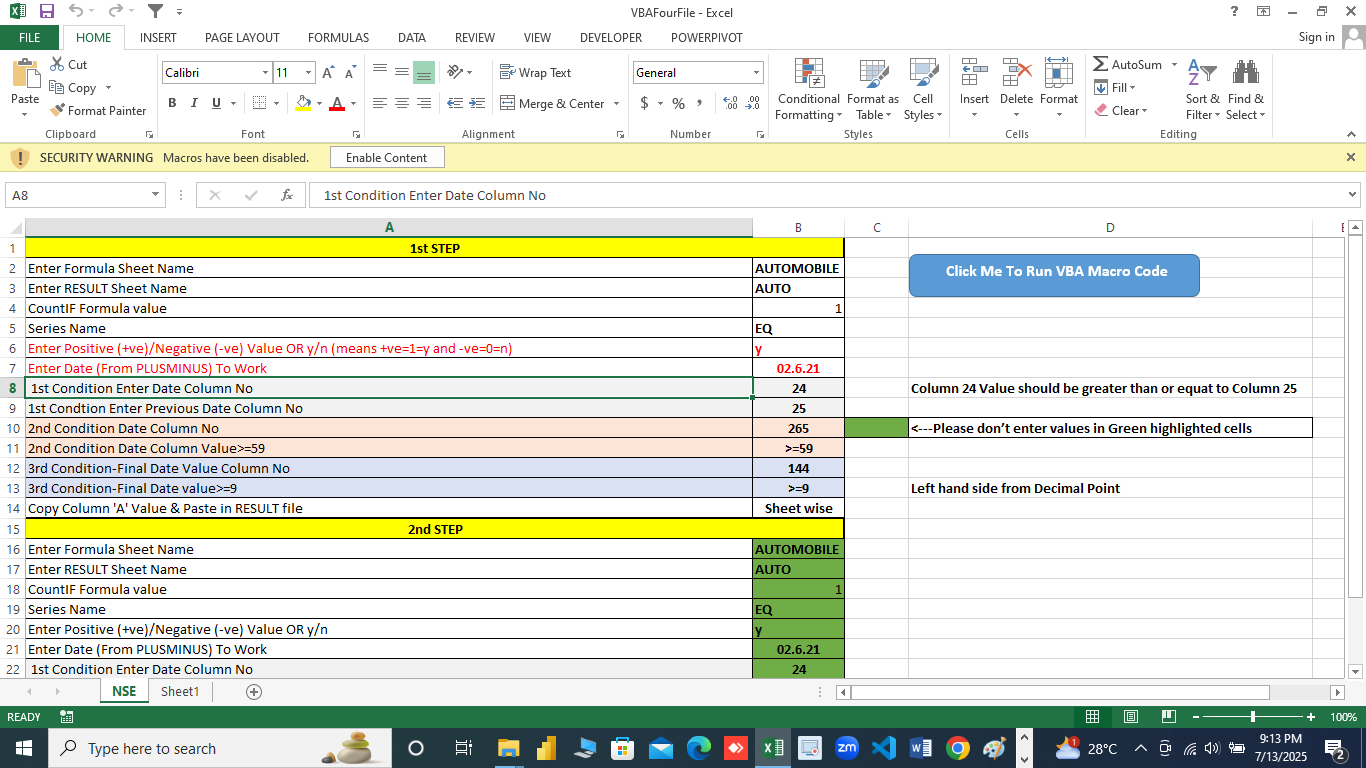 VBAFourFile - Excel
FILE HOME INSERT PAGE LAYOUT FORMULAS DATA REVIEW VIEW DEVELOPER POWERPIVOT Sign in
Cut
Copy
Format Painter
Paste
Clipboard
Calibri 11
B I U
Font
Wrap Text
Merge & Center
Alignment
General
$ % ,
Number
Conditional Formatting
Format as Table
Cell Styles
Styles
Insert Delete Format
Cells
AutoSum
Fill
Clear
Sort & Filter
Find & Select
Editing
SECURITY WARNING Macros have been disabled. Enable Content
A8 fx 1st Condition Enter Date Column No
A B C D E
1 1st STEP
2 Enter Formula Sheet Name AUTOMOBILE Click Me To Run VBA Macro Code
3 Enter RESULT Sheet Name AUTO
4 CountIF Formula value 1
5 Series Name EQ
6 Enter Positive (+ve)/Negative (-ve) Value OR y/n (means +ve=1=y and -ve=0=n) y
7 Enter Date (From PLUSMINUS) To Work 02.6.21
8 1st Condition Enter Date Column No 24 Column 24 Value should be greater than or equat to Column 25
9 1st Condtion Enter Previous Date Column No 25
10 2nd Condition Date Column No 265 <---Please don't enter values in Green highlighted cells
11 2nd Condition Date Column Value>=59 >=59
12 3rd Condition-Final Date Value Column No 144
13 3rd Condition-Final Date value>=9 >=9 Left hand side from Decimal Point
14 Copy Column 'A' Value & Paste in RESULT file Sheet wise
15 2nd STEP
16 Enter Formula Sheet Name AUTOMOBILE
17 Enter RESULT Sheet Name AUTO
18 CountIF Formula value 1
19 Series Name EQ
20 Enter Positive (+ve)/Negative (-ve) Value OR y/n y
21 Enter Date (From PLUSMINUS) To Work 02.6.21
22 1st Condition Enter Date Column No 24
NSE Sheet1
READY 100%
Type here to search 1 28°C 9:13 PM
7/13/2025 2